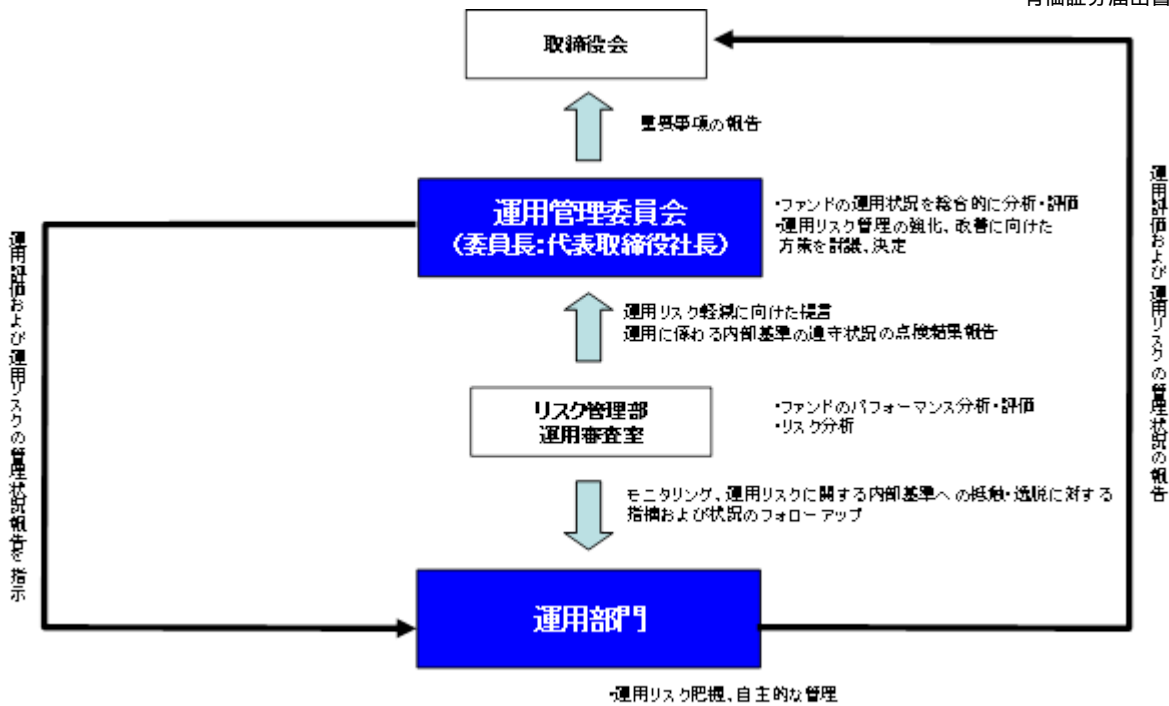 取締役会
重要事項の報告
運用管理委員会
(委員長:代表取締役社長)
・ファンドの運用状況を総合的に分析・評価
・運用リスク管理の強化、改善に向けた
方策を討議、決定
運用リスク軽減に向けた提言
運用に係わる内部基準の遵守状況の点検結果報告
リスク管理部
運用審査室
・ファンドのパフォーマンス分析・評価
・リスク分析
モニタリング、運用リスクに関する内部基準への抵触・逸脱に対する
指摘および状況のフォローアップ
運用部門
・運用リスク把握、自主的な管理
運用評価および運用リスクの管理状況報告を指示
運用評価および運用リスクの管理状況の報告